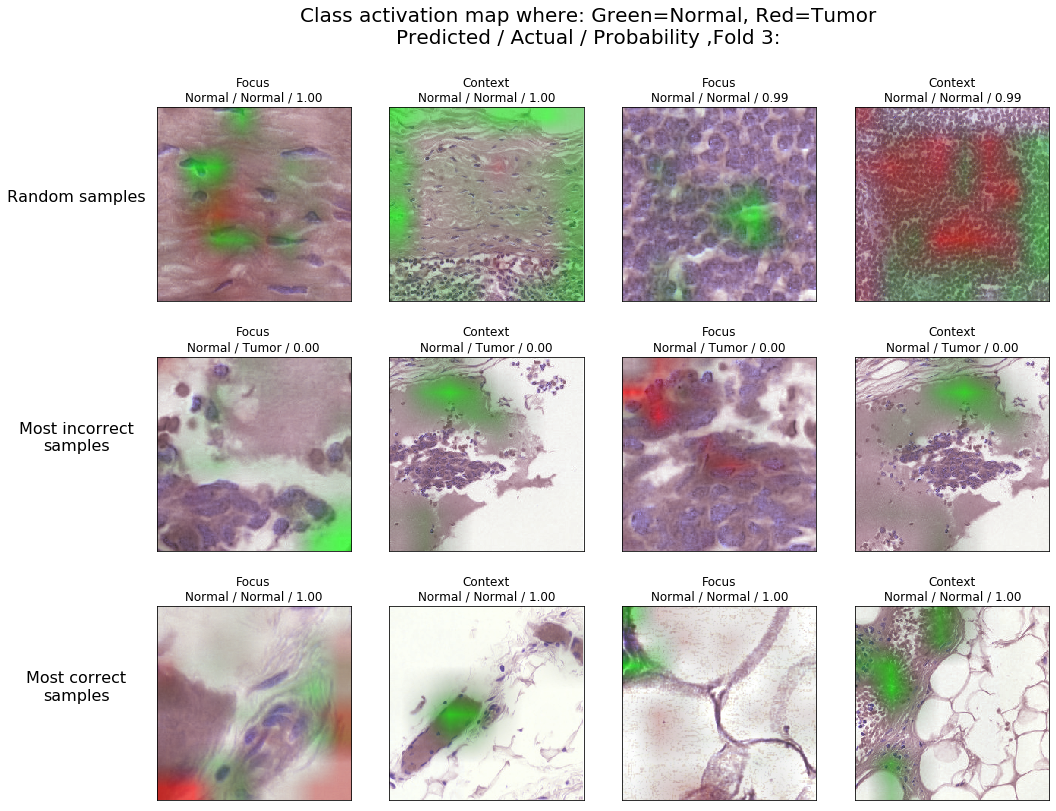 Class activation map where: Green=Normal, Red=Tumor
Predicted / Actual / Probability ,Fold 3:
Focus
Normal / Normal / 1.00
Context
Normal / Normal / 1.00
Focus
Normal / Normal / 0.99
Context
Normal / Normal / 0.99
Random samples
Focus
Normal / Tumor / 0.00
Context
Normal / Tumor / 0.00
Focus
Normal / Tumor / 0.00
Context
Normal / Tumor / 0.00
Most incorrect
samples
Focus
Normal / Normal / 1.00
Context
Normal / Normal / 1.00
Focus
Normal / Normal / 1.00
Context
Normal / Normal / 1.00
Most correct
samples